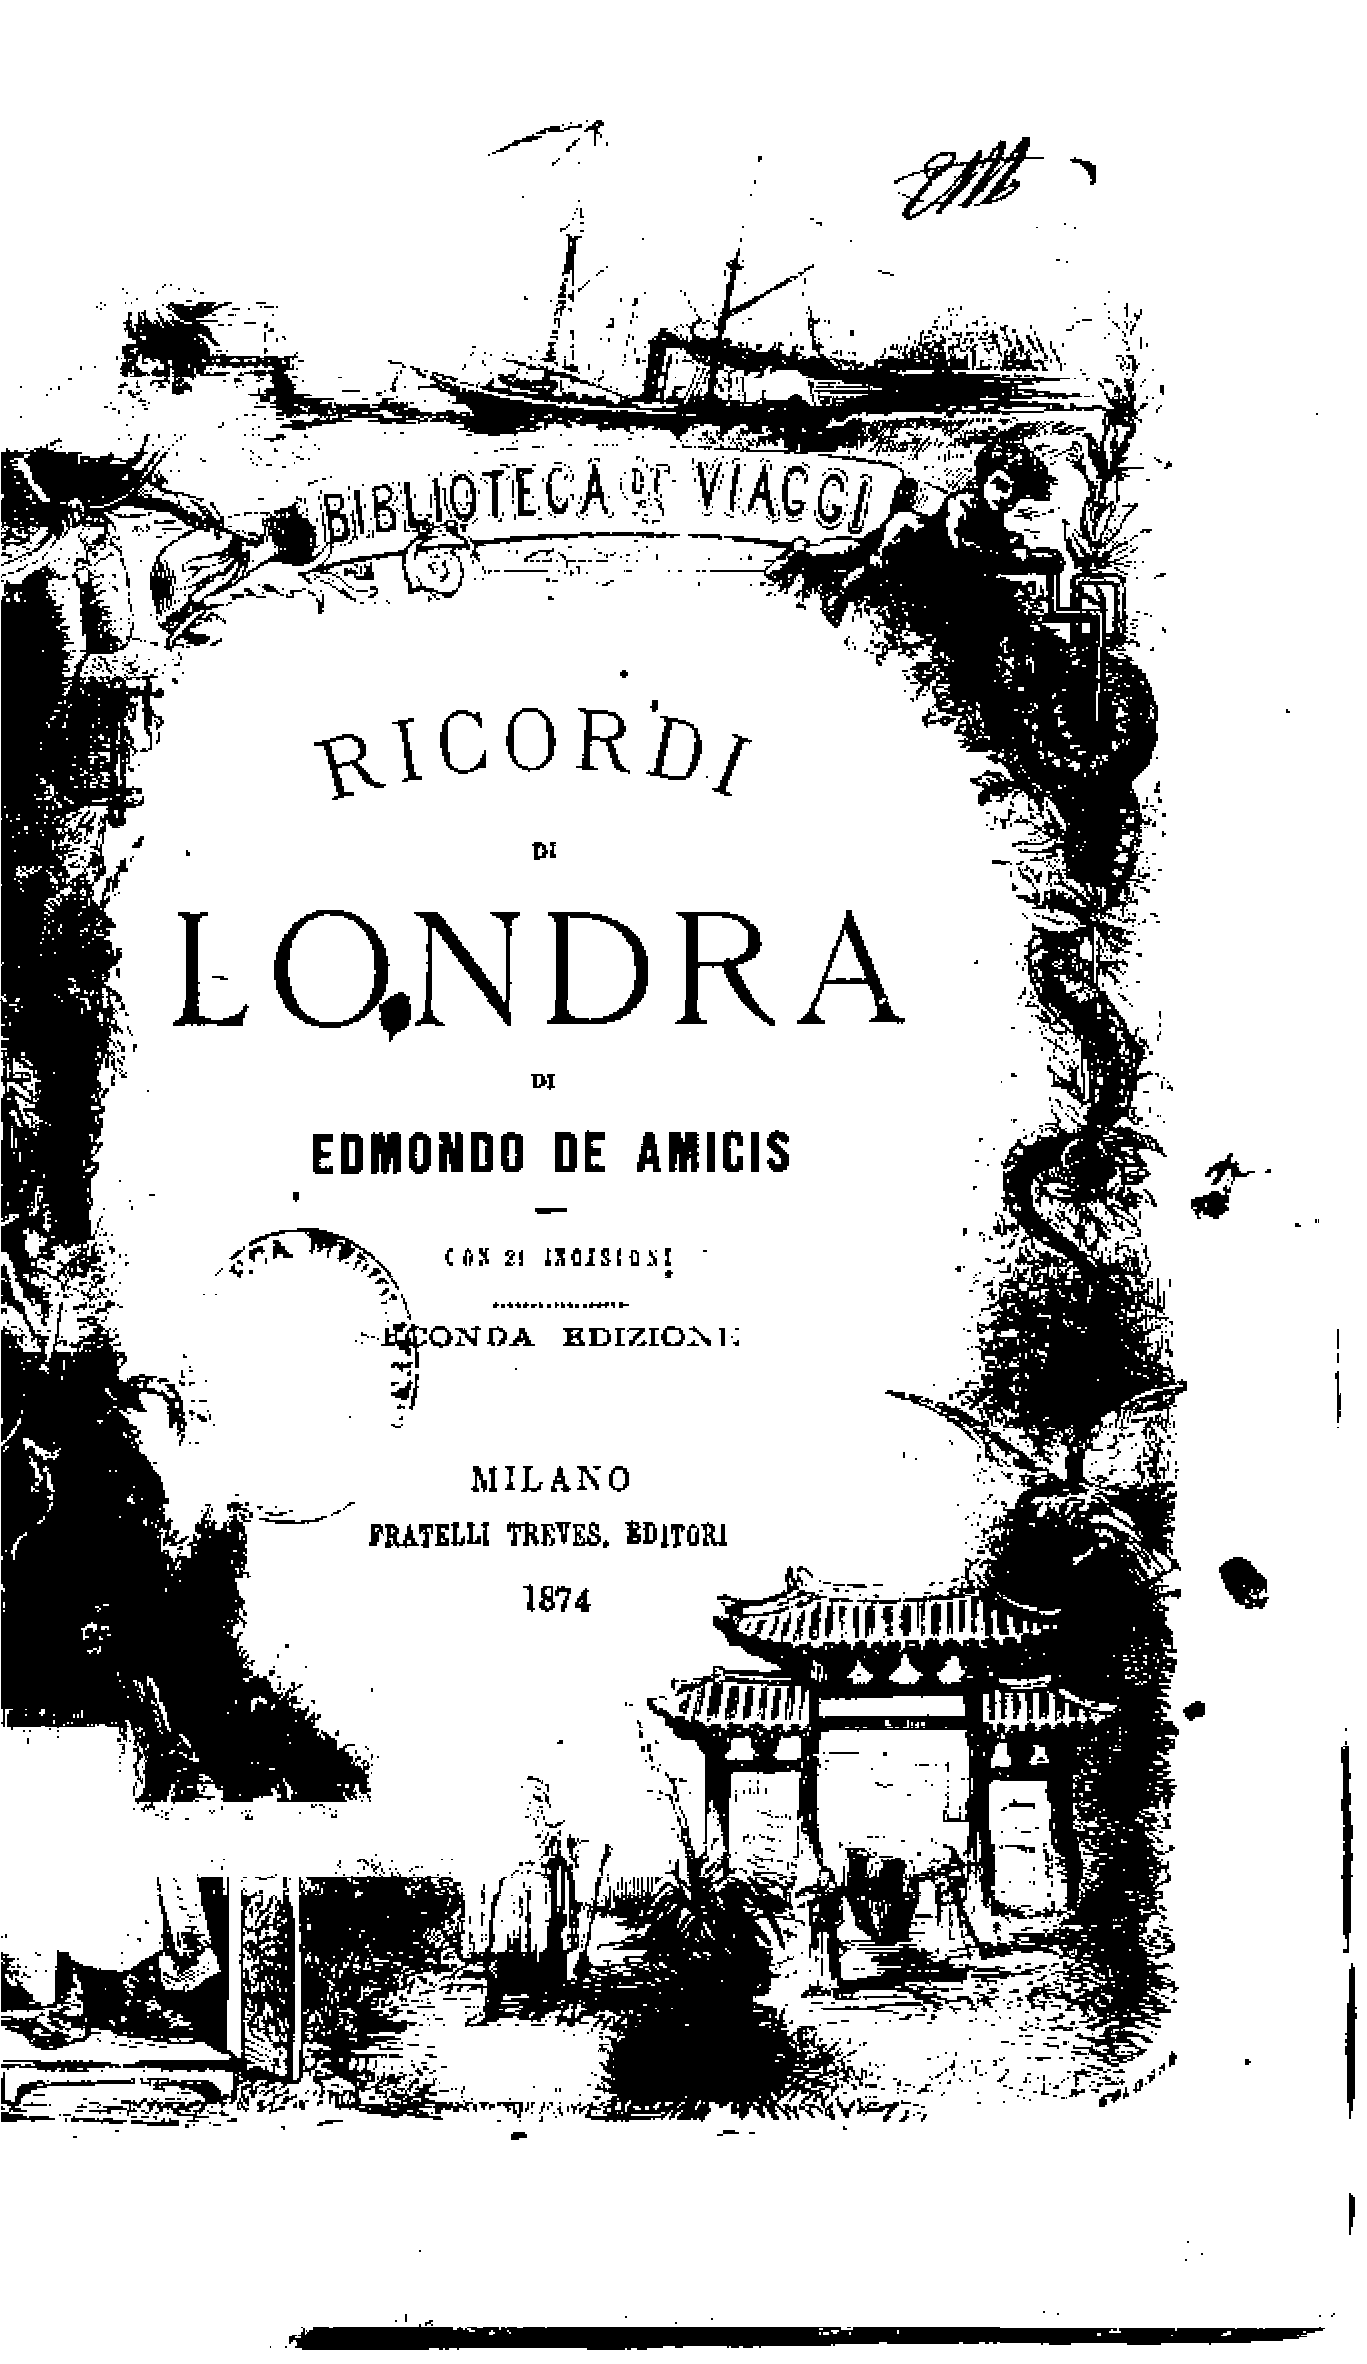 BIBLIOTECA DI VIAGGI
RICORDI
DI
LONDRA
DI
EDMONDO DE AMICIS
CON 21 INCISIONI
ECONDA EDIZIONE
MILANO
FRATELLI TREVES, EDITORI
1874